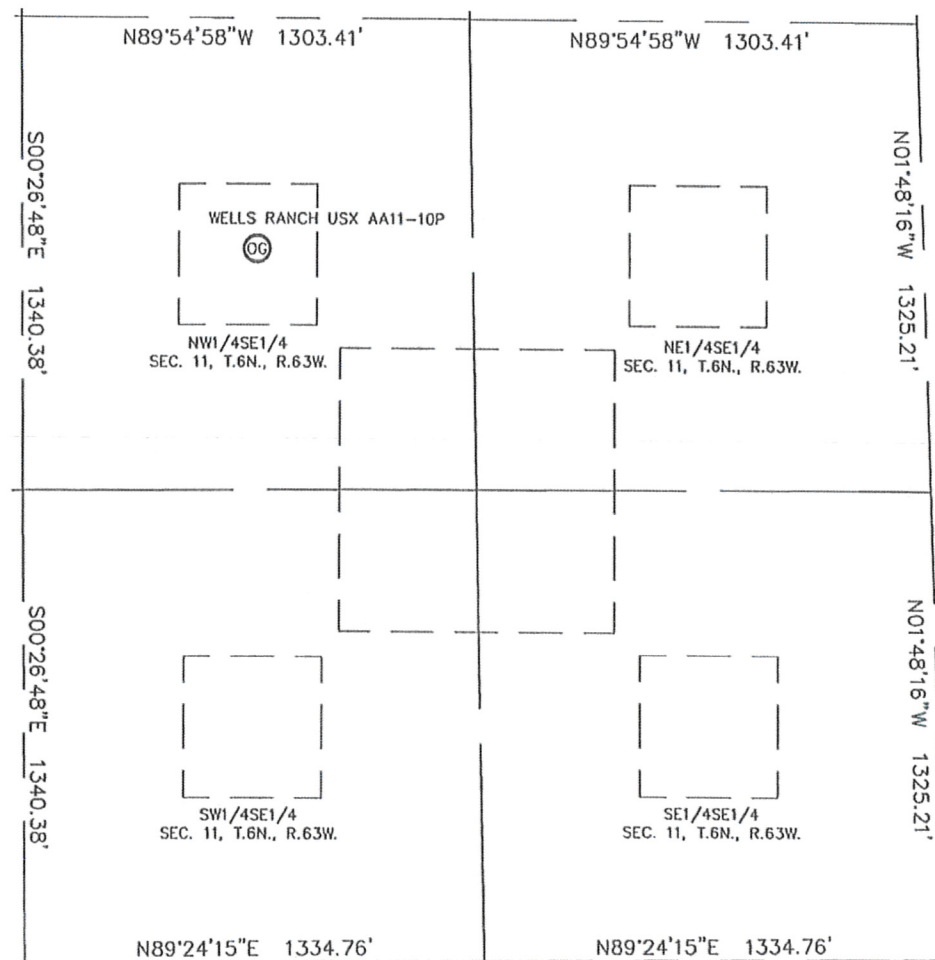 N89°54'58"W 1303.41'
N89°54'58"W 1303.41'
S00°26'48"E 1340.38'
N01°48'16"W 1325.21'
WELLS RANCH USX AA11-10P
OG
NW1/4SE1/4
SEC. 11, T.6N., R.63W.
NE1/4SE1/4
SEC. 11, T.6N., R.63W.
S00°26'48"E 1340.38'
N01°48'16"W 1325.21'
SW1/4SE1/4
SEC. 11, T.6N., R.63W.
SE1/4SE1/4
SEC. 11, T.6N., R.63W.
N89°24'15"E 1334.76'
N89°24'15"E 1334.76'